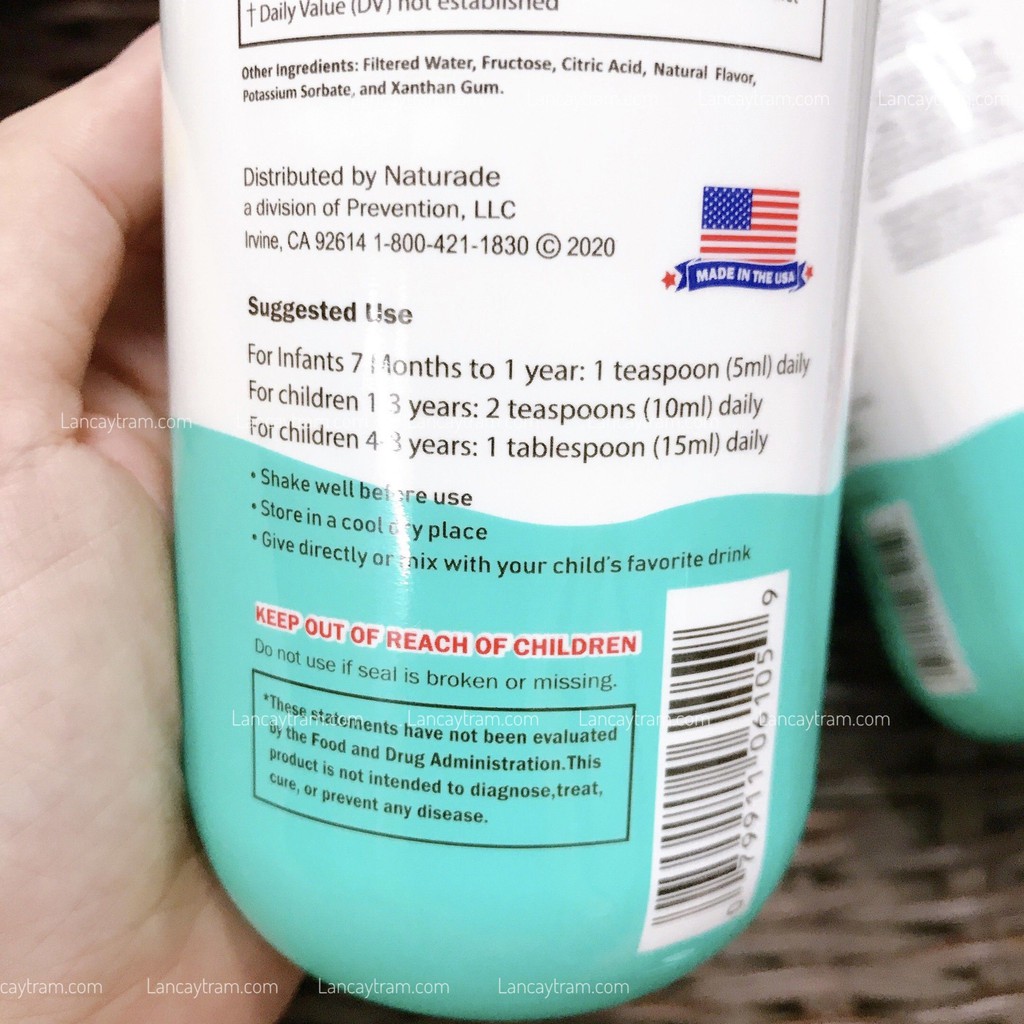 † Daily Value (DV) not established
Other Ingredients: Filtered Water, Fructose, Citric Acid, Natural Flavor,
Potassium Sorbate, and Xanthan Gum.
Distributed by Naturade
a division of Prevention, LLC
Irvine, CA 92614 1-800-421-1830 © 2020
MADE IN THE USA
Suggested Use
For Infants 7 Months to 1 year: 1 teaspoon (5ml) daily
For children 1 3 years: 2 teaspoons (10ml) daily
For children 4 3 years: 1 tablespoon (15ml) daily
• Shake well before use
• Store in a cool dry place
• Give directly or mix with your child's favorite drink
KEEP OUT OF REACH OF CHILDREN
Do not use if seal is broken or missing.
*These statements have not been evaluated
by the Food and Drug Administration.This
product is not intended to diagnose,treat,
cure, or prevent any disease.
0 79911 06105 9
Lancaytram.com
Lancaytram.com
Lancaytram.com
Lancaytram.com
Lancaytram.com
Lancaytram.com
Lancaytram.com
Lancaytram.com
caytram.com
Lancaytram.com
Lancaytram.com
Lancaytram.com